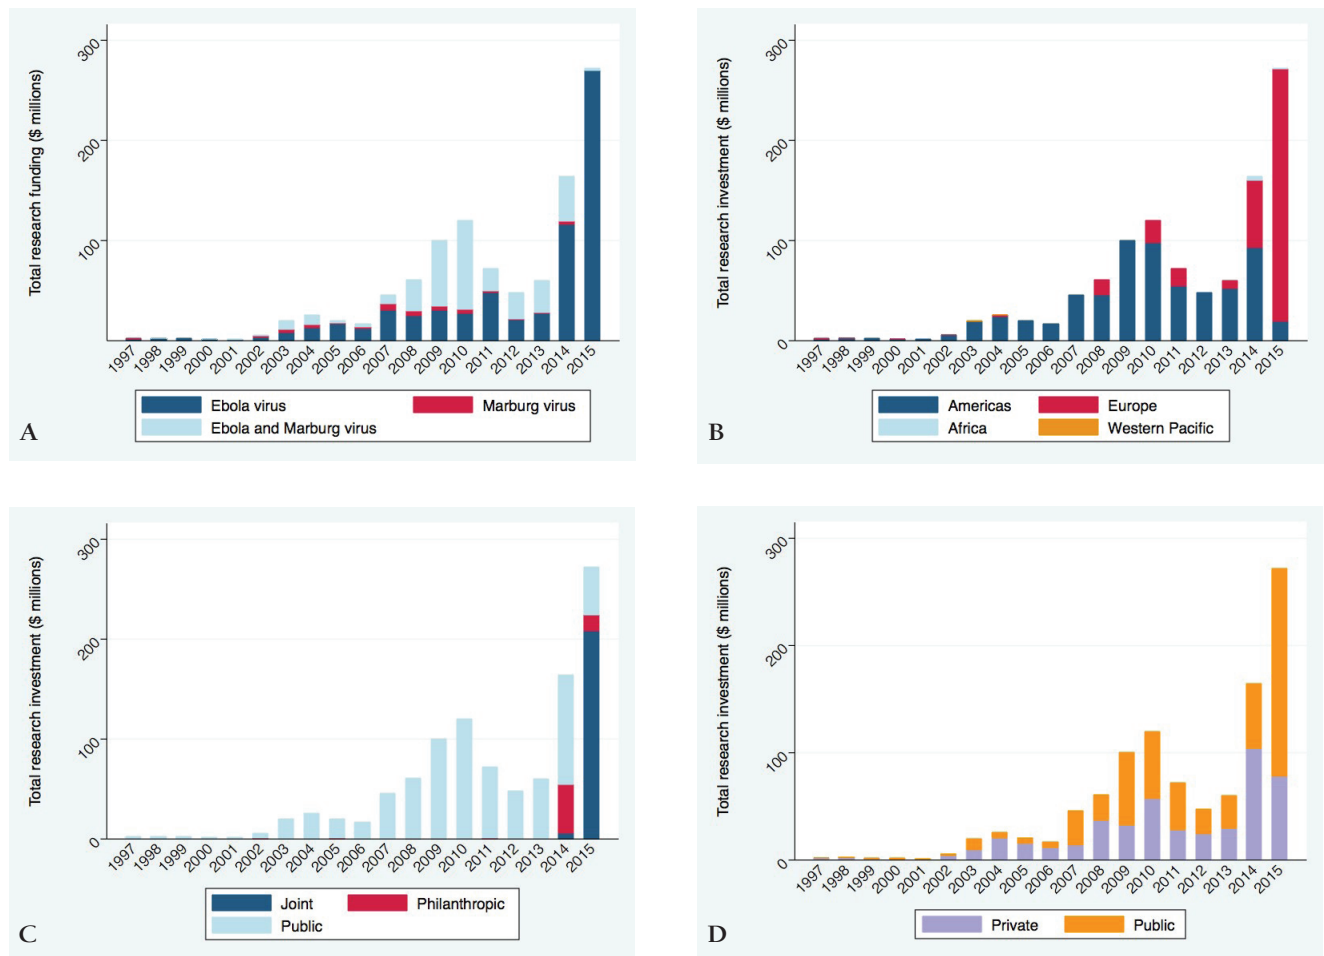 Total research funding ($ millions)
300
200
100
1997 1998 1999 2000 2001 2002 2003 2004 2005 2006 2007 2008 2009 2010 2011 2012 2013 2014 2015
Ebola virus Marburg virus
Ebola and Marburg virus
A
Total research investment ($ millions)
300
200
100
0
1997 1998 1999 2000 2001 2002 2003 2004 2005 2006 2007 2008 2009 2010 2011 2012 2013 2014 2015
Americas Europe
Africa Western Pacific
B
Total research investment ($ millions)
300
200
100
0
1997 1998 1999 2000 2001 2002 2003 2004 2005 2006 2007 2008 2009 2010 2011 2012 2013 2014 2015
Joint Philanthropic
Public
C
Total research investment ($ millions)
300
200
100
0
1997 1998 1999 2000 2001 2002 2003 2004 2005 2006 2007 2008 2009 2010 2011 2012 2013 2014 2015
Private Public
D